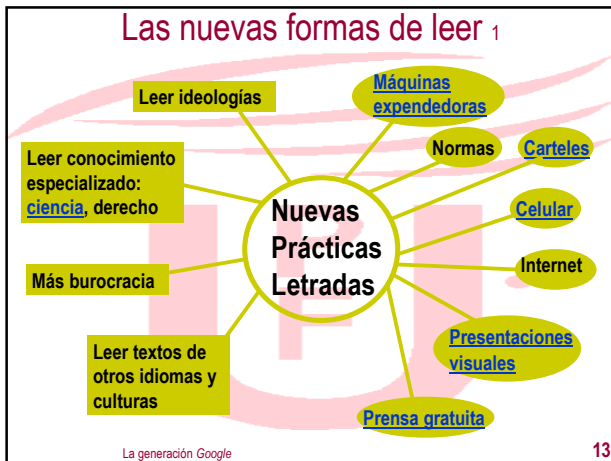 Las nuevas formas de leer 1
Leer ideologías
Máquinas
expendedoras
Normas
Carteles
Leer conocimiento
especializado:
ciencia, derecho
Nuevas
Prácticas
Letradas
Celular
Más burocracia
Internet
Leer textos de
otros idiomas y
culturas
Presentaciones
visuales
Prensa gratuita
La generación Google
13